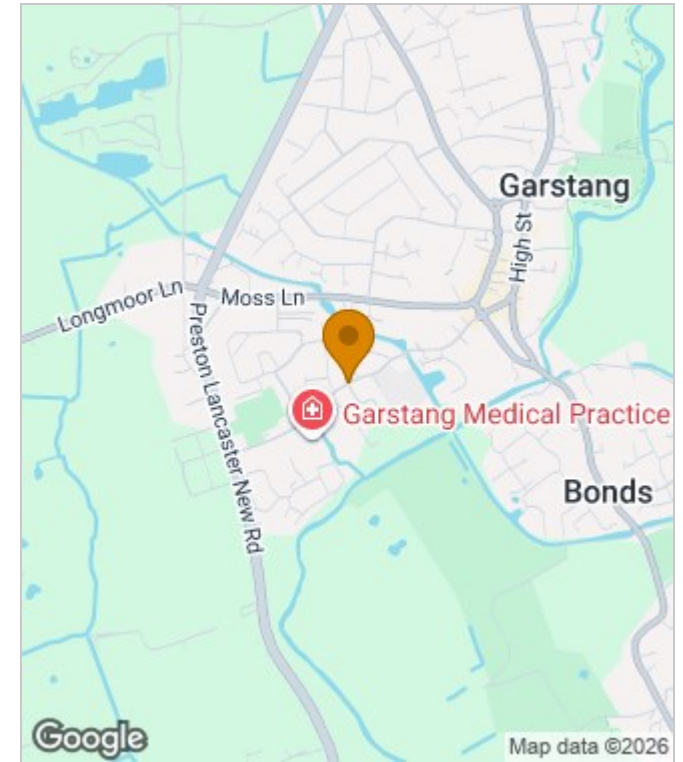 Garstang
High St
Longmoor Ln
Moss Ln
Preston Lancaster New Rd
Garstang Medical Practice
Bonds
Google
Map data ©2026